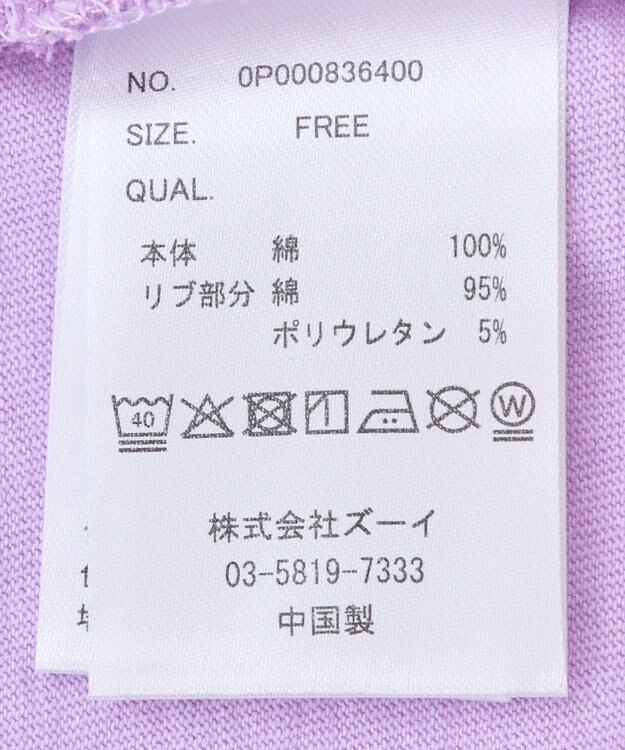 NO. 0P000836400
SIZE. FREE
QUAL.
本体 綿 100%
リブ部分 綿 95%
ポリウレタン 5%
40 W
株式会社ズーイ
03-5819-7333
中国製